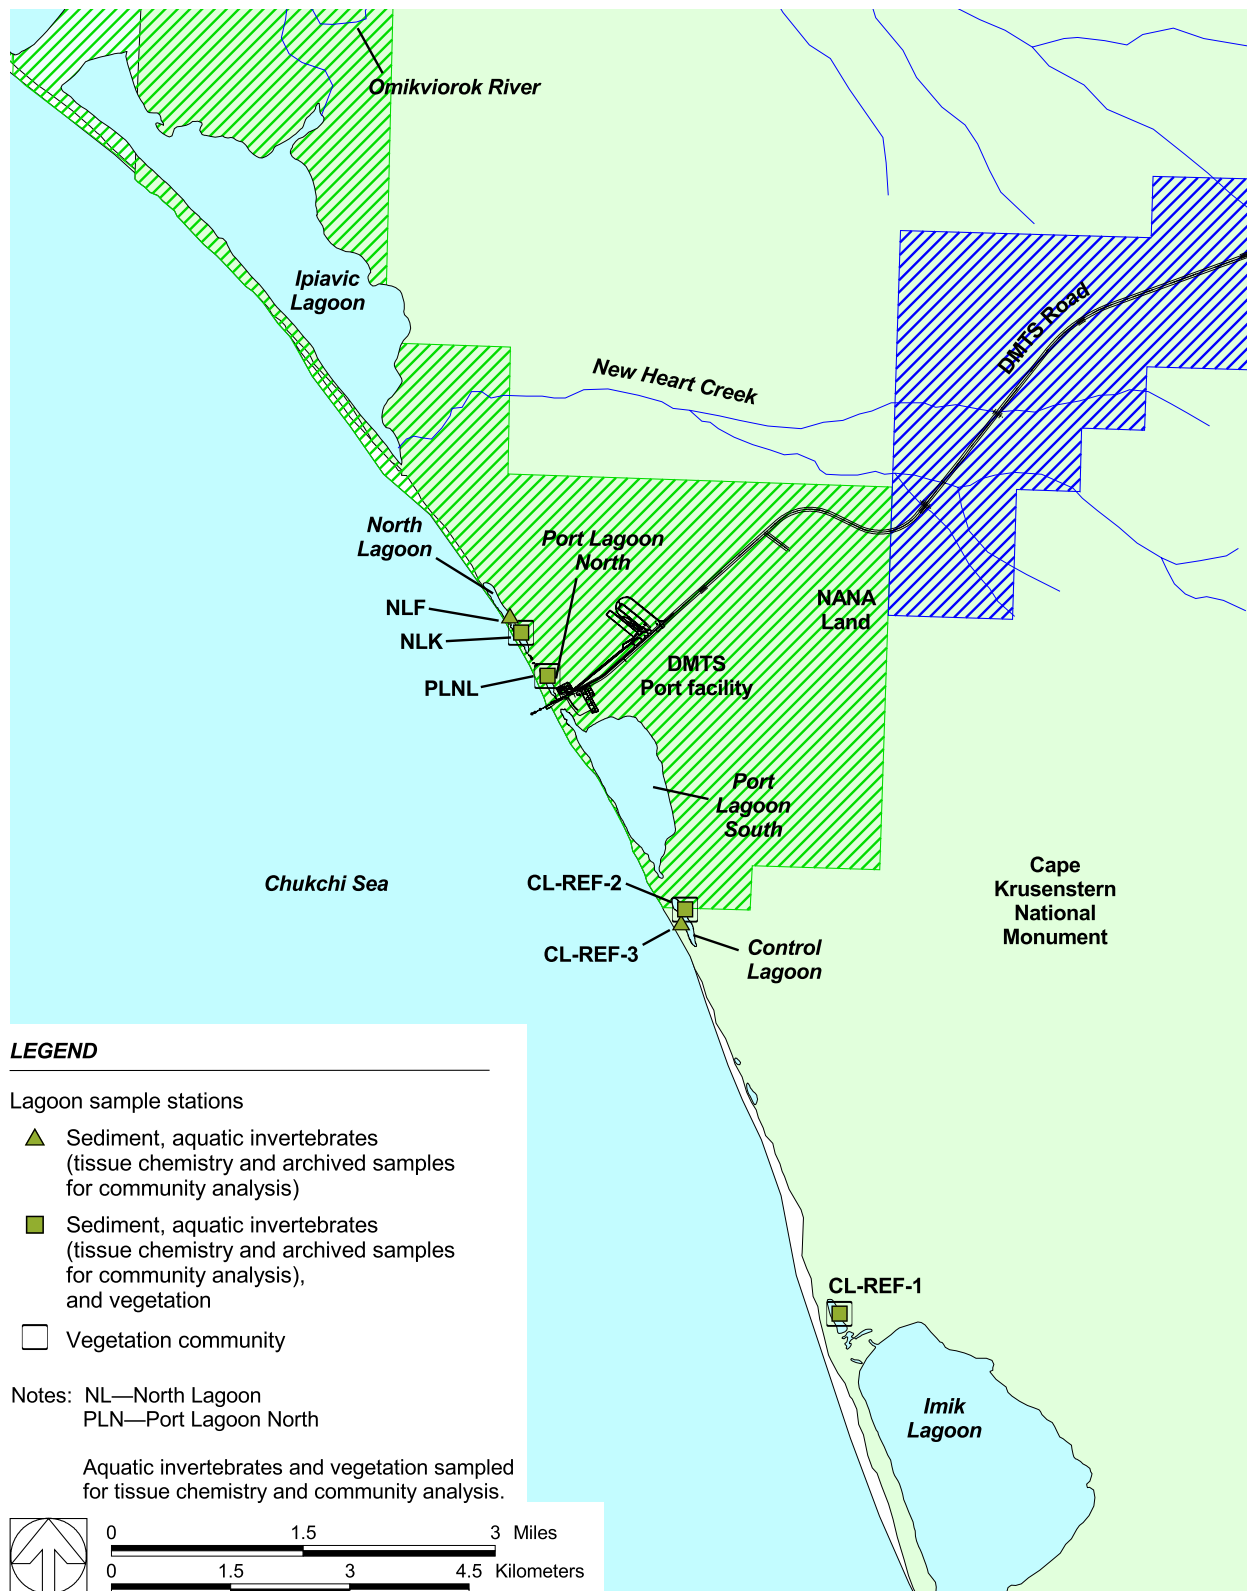 Omikviorok River
Ipiavic
Lagoon
DMTS Road
New Heart Creek
North
Lagoon
Port Lagoon
North
NLF
NLK
PLNL
NANA
Land
DMTS
Port facility
Port
Lagoon
South
Chukchi Sea
CL-REF-2
CL-REF-3
Control
Lagoon
Cape
Krusenstern
National
Monument
CL-REF-1
Imik
Lagoon
LEGEND
Lagoon sample stations
Sediment, aquatic invertebrates
(tissue chemistry and archived samples
for community analysis)
Sediment, aquatic invertebrates
(tissue chemistry and archived samples
for community analysis),
and vegetation
Vegetation community
Notes: NL—North Lagoon
PLN—Port Lagoon North
Aquatic invertebrates and vegetation sampled
for tissue chemistry and community analysis.
0 1.5 3 Miles
0 1.5 3 4.5 Kilometers